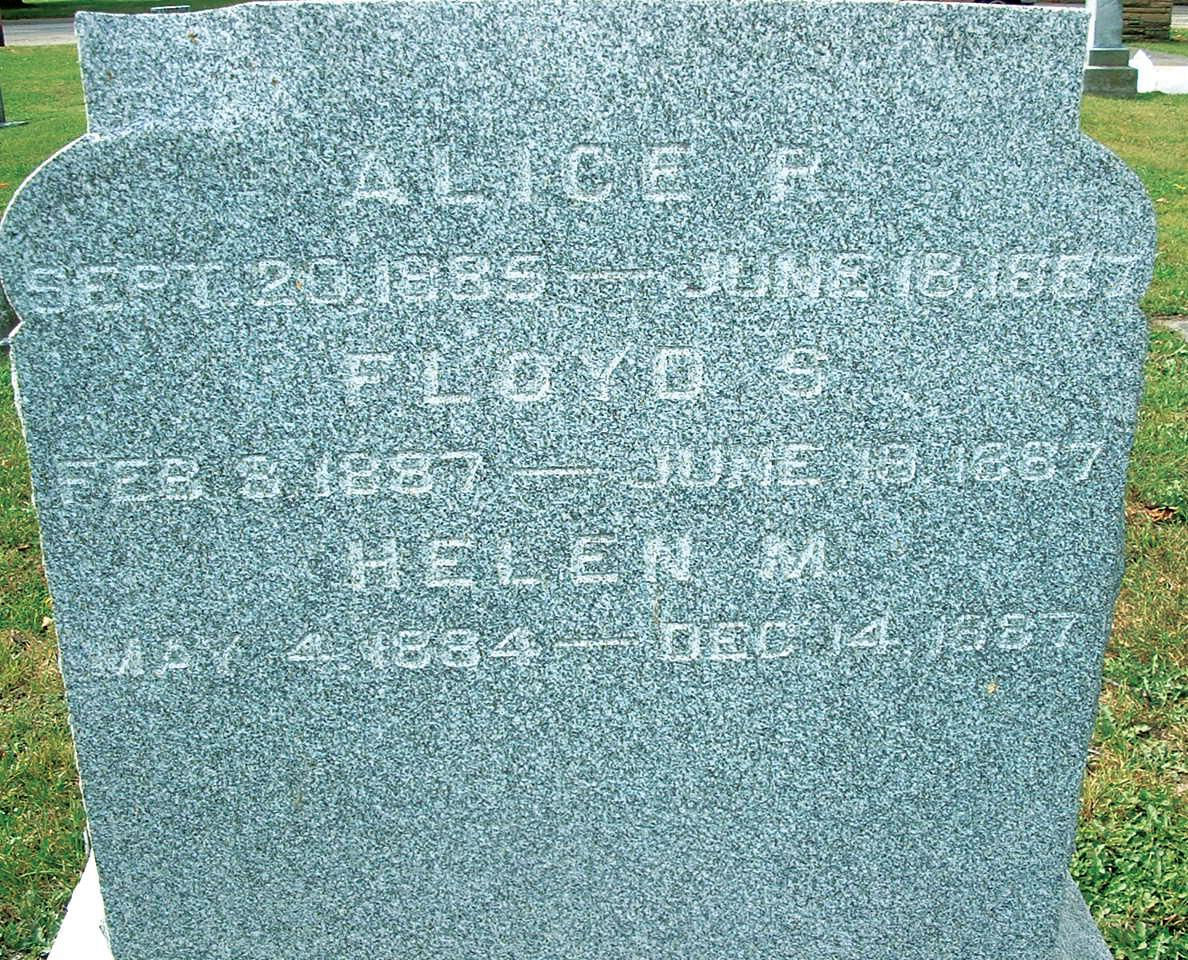 ALICE P.
SEPT. 20, 1885 — JUNE 18, 1887
FLOYD S.
FEB. 8, 1887 — JUNE 18, 1887
HELEN M.
MAY 4, 1884 — DEC. 14, 1887